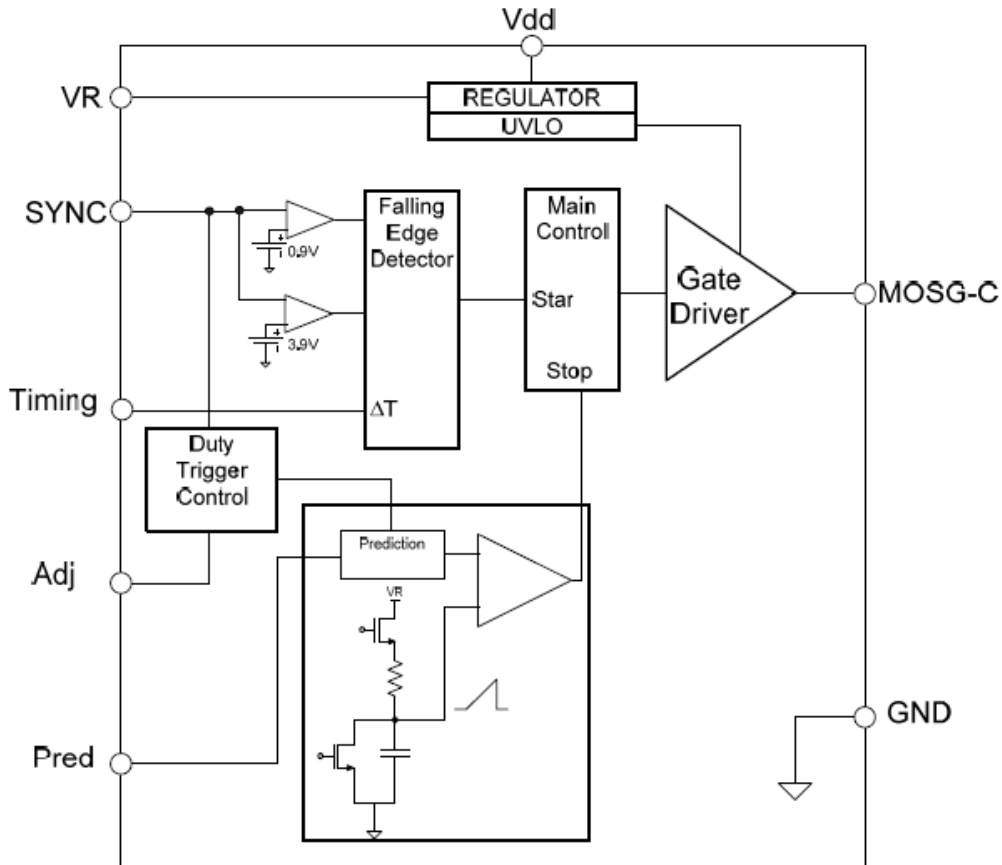 Vdd
VR
REGULATOR
UVLO
SYNC
0.9V
3.9V
Falling
Edge
Detector
ΔT
Main
Control
Star
Stop
Gate
Driver
MOSG-C
Timing
Duty
Trigger
Control
Adj
Prediction
VR
Pred
GND